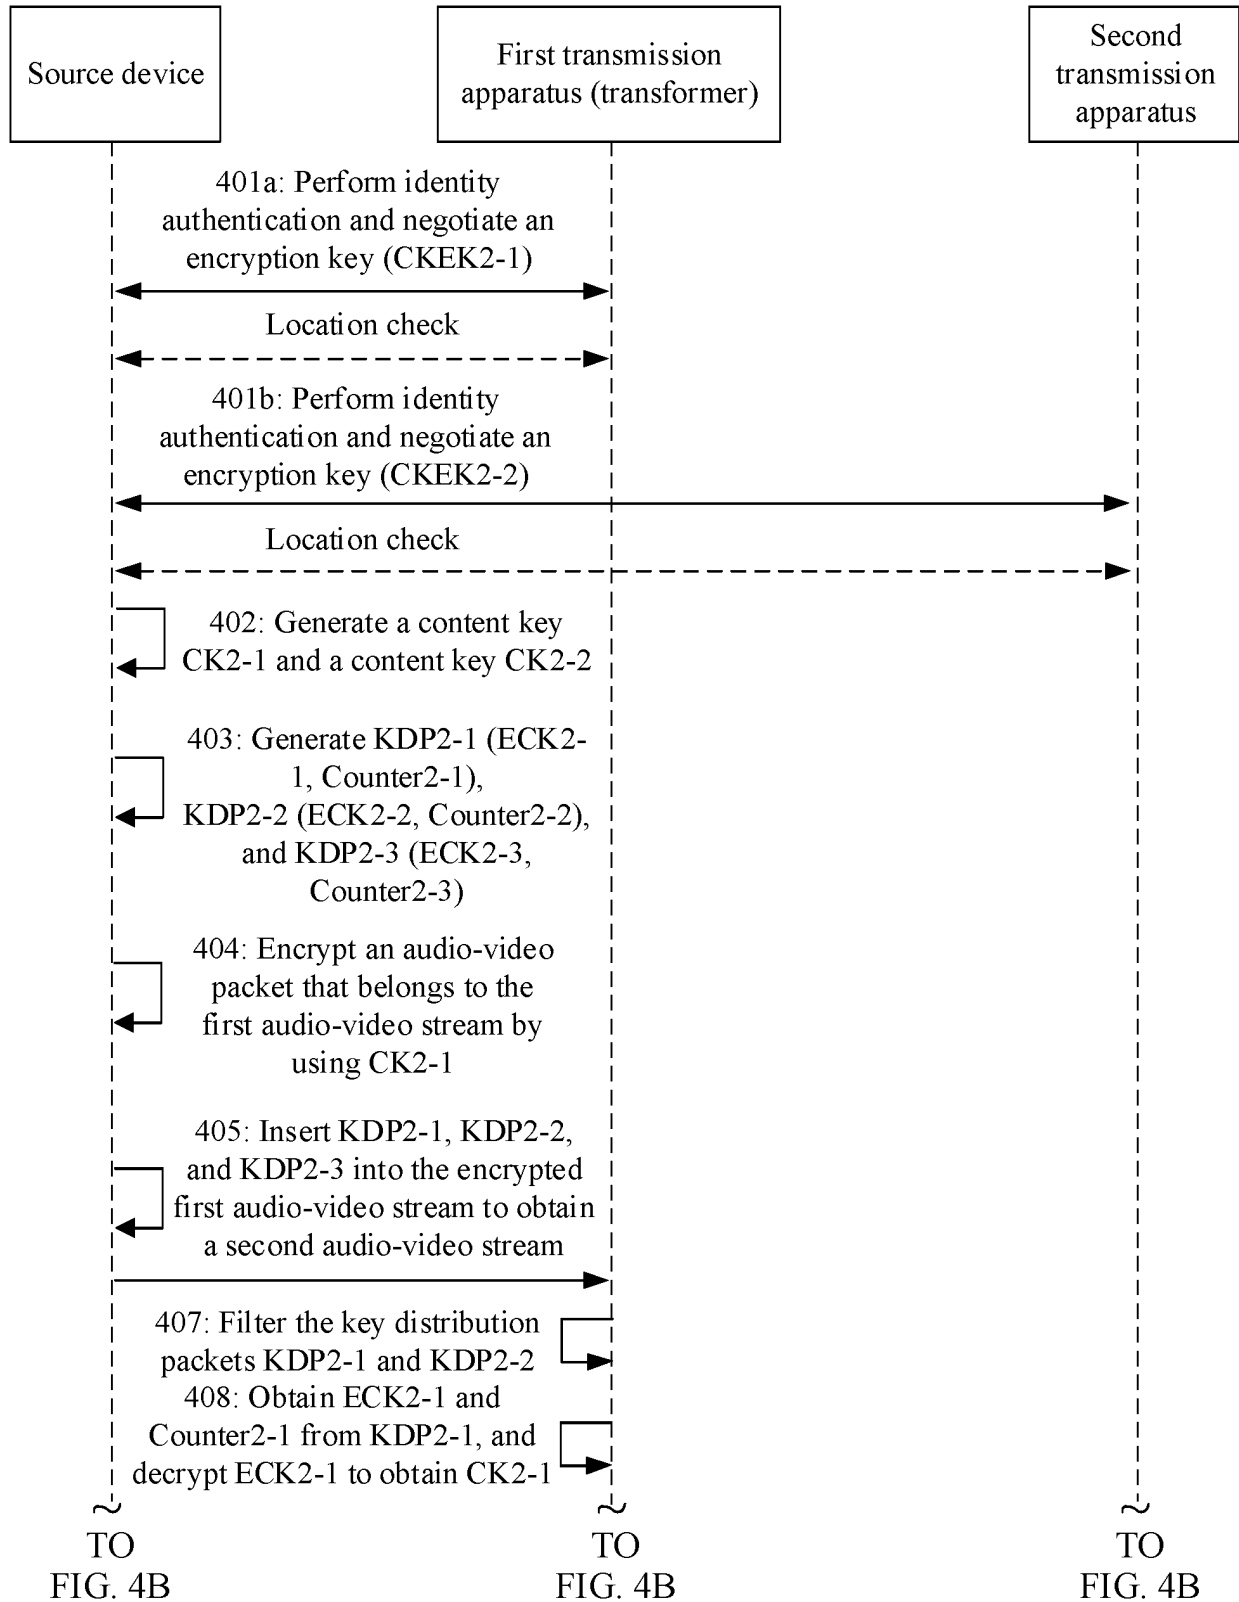 Source device
First transmission
apparatus (transformer)
Second
transmission
apparatus
401a: Perform identity
authentication and negotiate an
encryption key (CKEK2-1)
Location check
401b: Perform identity
authentication and negotiate an
encryption key (CKEK2-2)
Location check
402: Generate a content key
CK2-1 and a content key CK2-2
403: Generate KDP2-1 (ECK2-
1, Counter2-1),
KDP2-2 (ECK2-2, Counter2-2),
and KDP2-3 (ECK2-3,
Counter2-3)
404: Encrypt an audio-video
packet that belongs to the
first audio-video stream by
using CK2-1
405: Insert KDP2-1, KDP2-2,
and KDP2-3 into the encrypted
first audio-video stream to obtain
a second audio-video stream
407: Filter the key distribution
packets KDP2-1 and KDP2-2
408: Obtain ECK2-1 and
Counter2-1 from KDP2-1, and
decrypt ECK2-1 to obtain CK2-1
TO
FIG. 4B
TO
FIG. 4B
TO
FIG. 4B